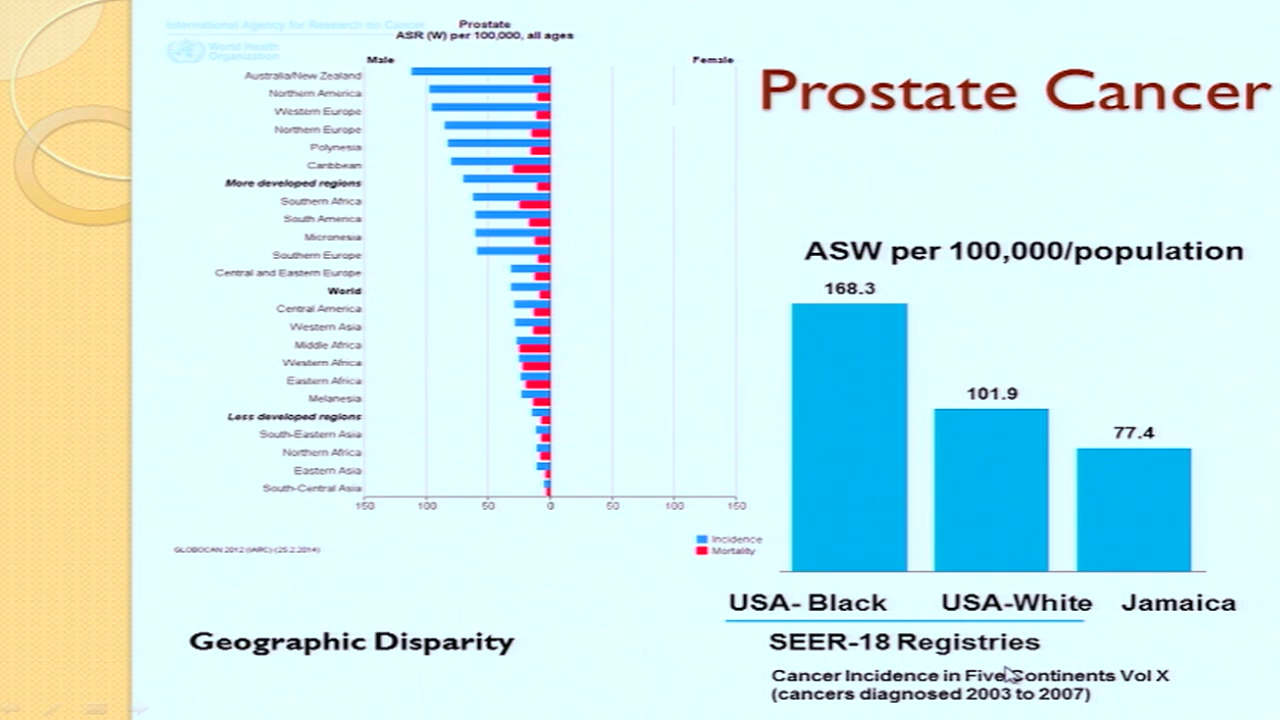 International Agency for Research on Cancer
World Health
Organization
Prostate
ASR (W) per 100,000, all ages
Male
Female
Australia/New Zealand
Northern America
Western Europe
Northern Europe
Polynesia
Caribbean
More developed regions
Southern Africa
South America
Micronesia
Southern Europe
Central and Eastern Europe
World
Central America
Western Asia
Middle Africa
Western Africa
Eastern Africa
Melanesia
Less developed regions
South-Eastern Asia
Northern Africa
Eastern Asia
South-Central Asia
150 100 50 0 50 100 150
Incidence
Mortality
GLOBOCAN 2012 (IARC) (25.2.2014)
Geographic Disparity
Prostate Cancer
ASW per 100,000/population
168.3
101.9
77.4
USA- Black USA-White Jamaica
SEER-18 Registries
Cancer Incidence in Five Continents Vol X
(cancers diagnosed 2003 to 2007)